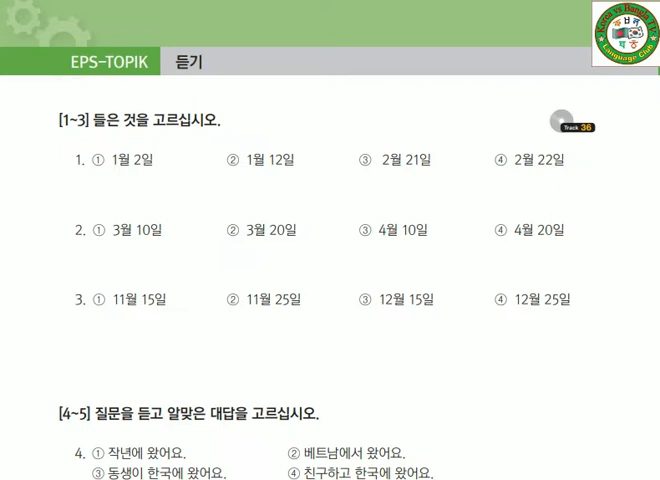 Korea vs Bangla TV
Language Club
EPS-TOPIK 듣기
[1~3] 들은 것을 고르십시오.
Track 36
1. ① 1월 2일 ② 1월 12일 ③ 2월 21일 ④ 2월 22일
2. ① 3월 10일 ② 3월 20일 ③ 4월 10일 ④ 4월 20일
3. ① 11월 15일 ② 11월 25일 ③ 12월 15일 ④ 12월 25일
[4~5] 질문을 듣고 알맞은 대답을 고르십시오.
4. ① 작년에 왔어요. ② 베트남에서 왔어요.
③ 동생이 한국에 왔어요. ④ 친구하고 한국에 왔어요.